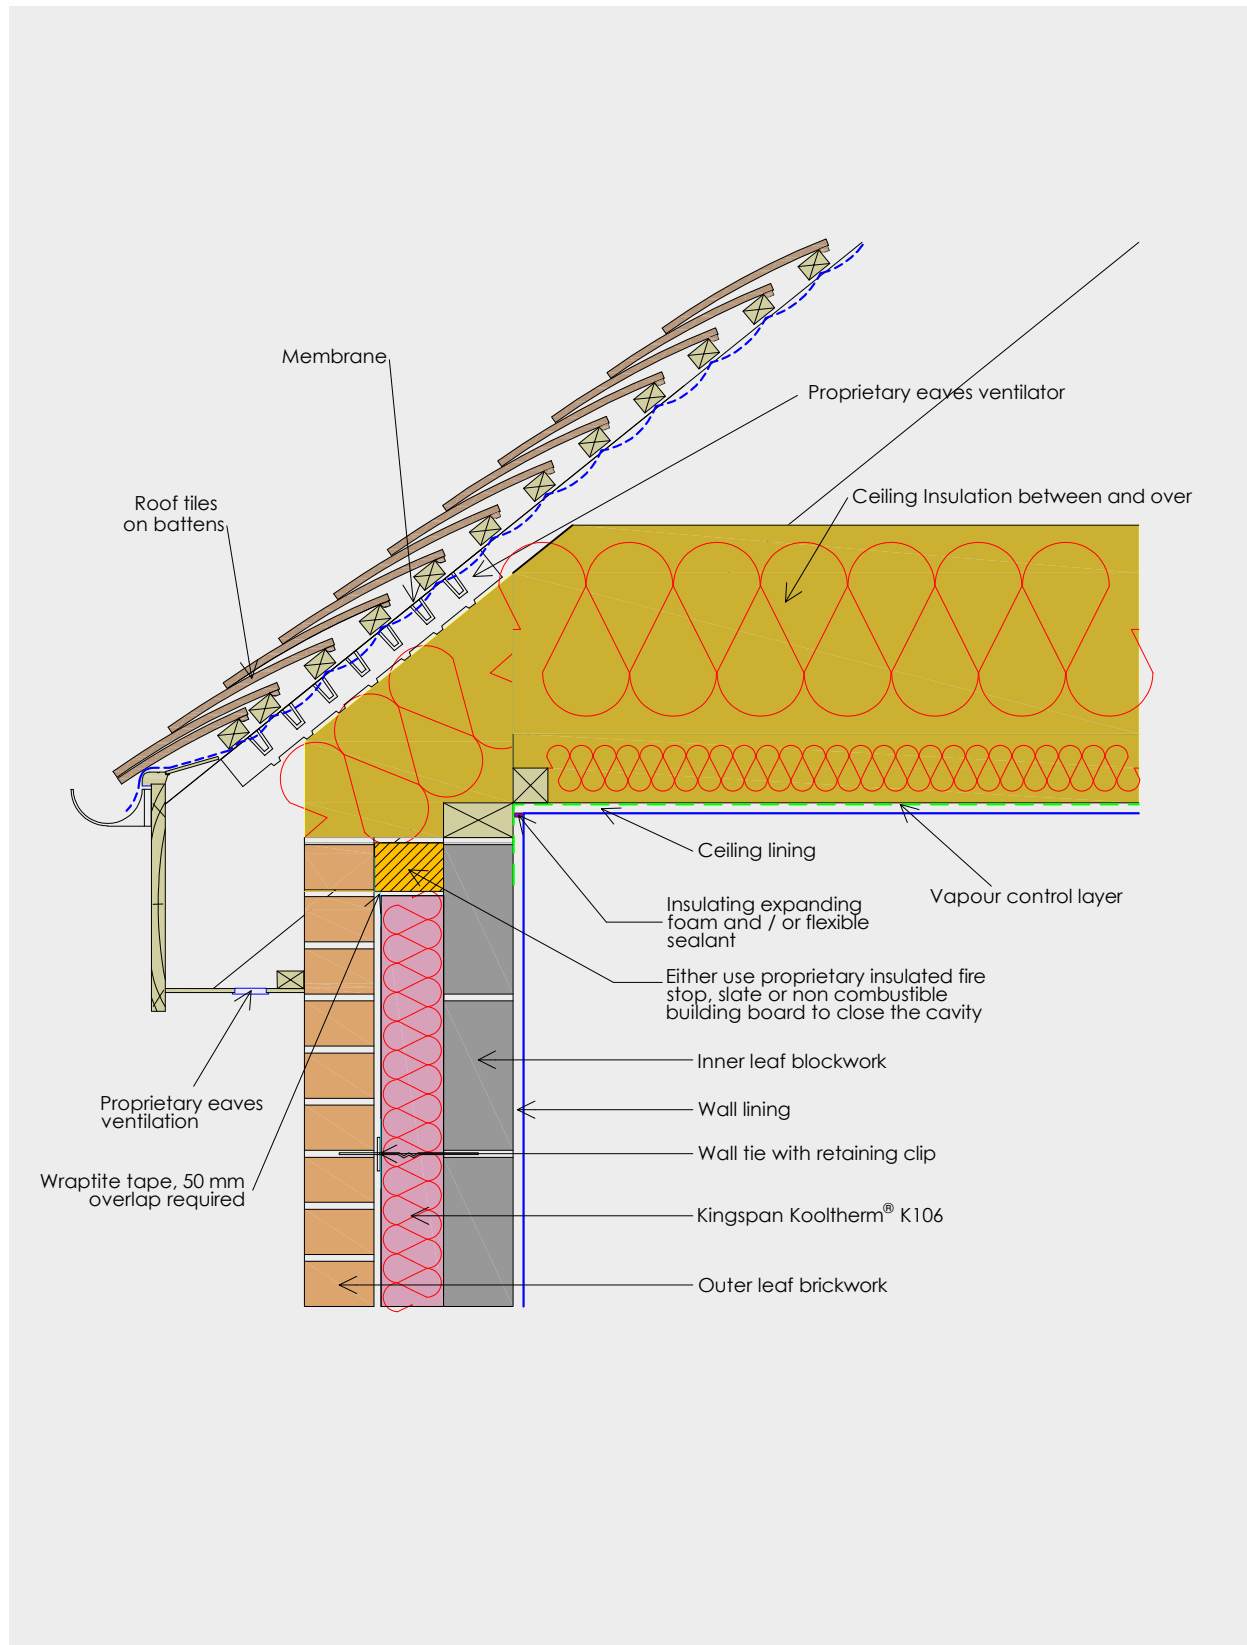 Membrane
Proprietary eaves ventilator
Roof tiles
on battens
Ceiling Insulation between and over
Ceiling lining
Vapour control layer
Insulating expanding
foam and / or flexible
sealant
Either use proprietary insulated fire
stop, slate or non combustible
building board to close the cavity
Inner leaf blockwork
Proprietary eaves
ventilation
Wall lining
Wall tie with retaining clip
Wraptite tape, 50 mm
overlap required
Kingspan Kooltherm® K106
Outer leaf brickwork